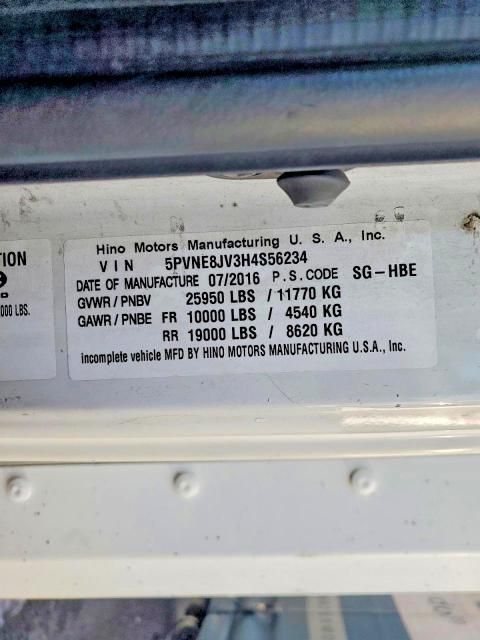 Hino Motors Manufacturing U. S. A., Inc.
V I N 5PVNE8JV3H4S56234
DATE OF MANUFACTURE 07/2016 P.S.CODE SG-HBE
GVWR / PNBV 25950 LBS / 11770 KG
GAWR / PNBE FR 10000 LBS / 4540 KG
RR 19000 LBS / 8620 KG
incomplete vehicle MFD BY HINO MOTORS MANUFACTURING U.S.A., Inc.
TION
000 LBS.